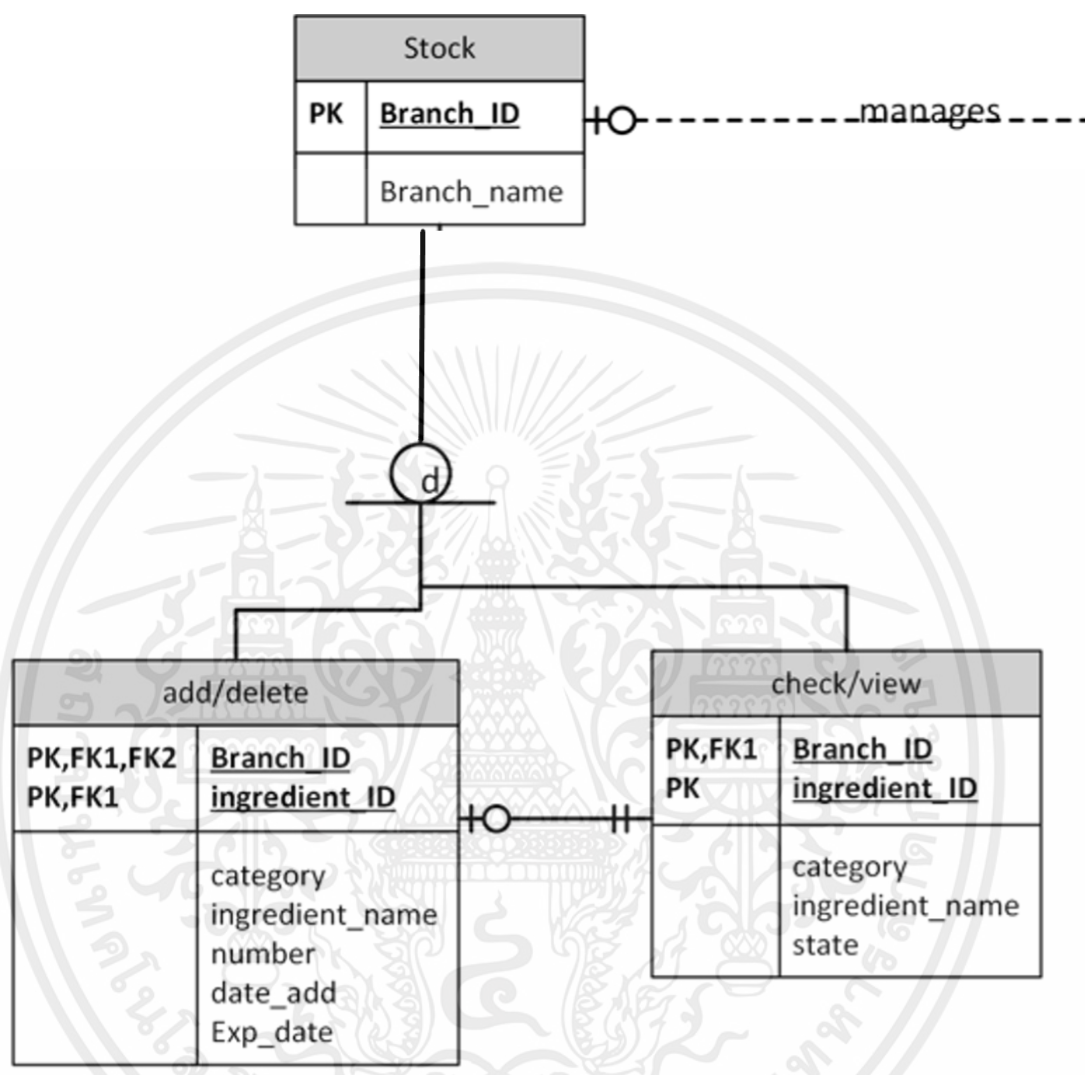 Stock
PK Branch_ID
Branch_name
manages
d
add/delete
PK,FK1,FK2 Branch_ID
PK,FK1 ingredient_ID
category
ingredient_name
number
date_add
Exp_date
check/view
PK,FK1 Branch_ID
PK ingredient_ID
category
ingredient_name
state